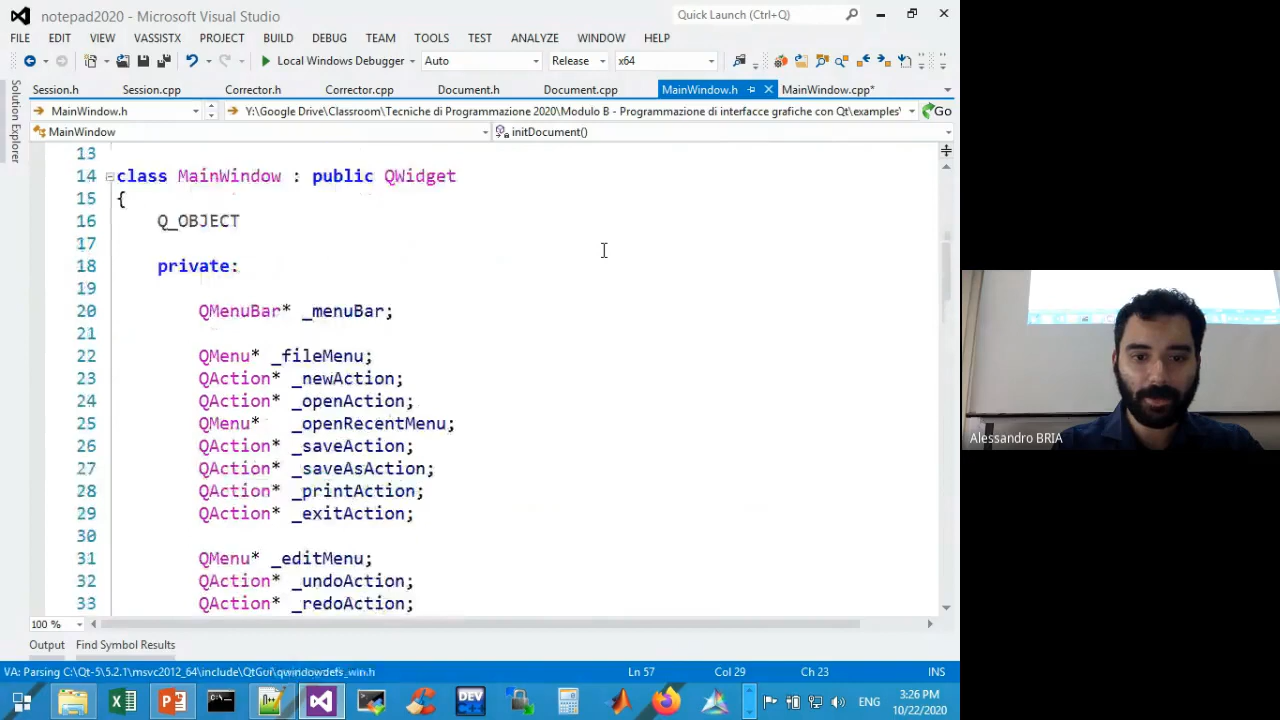 notepad2020 - Microsoft Visual Studio
Quick Launch (Ctrl+Q)
FILE EDIT VIEW VASSISTX PROJECT BUILD DEBUG TEAM TOOLS TEST ANALYZE WINDOW HELP
Local Windows Debugger Auto Release x64
Session.h Session.cpp Corrector.h Corrector.cpp Document.h Document.cpp MainWindow.h MainWindow.cpp*
MainWindow.h Y:\Google Drive\Classroom\Tecniche di Programmazione 2020\Modulo B - Programmazione di interfacce grafiche con Qt\examples\ Go
MainWindow initDocument()
Solution Explorer
13
14 class MainWindow : public QWidget
15 {
16 Q_OBJECT
17
18 private:
19
20 QMenuBar* _menuBar;
21
22 QMenu* _fileMenu;
23 QAction* _newAction;
24 QAction* _openAction;
25 QMenu* _openRecentMenu;
26 QAction* _saveAction;
27 QAction* _saveAsAction;
28 QAction* _printAction;
29 QAction* _exitAction;
30
31 QMenu* _editMenu;
32 QAction* _undoAction;
33 QAction* _redoAction;
100 %
Output Find Symbol Results
VA: Parsing C:\Qt-5\5.2.1\msvc2012_64\include\QtGui\qwindowdefs_win.h Ln 57 Col 29 Ch 23 INS
DEV
ENG
3:26 PM
10/22/2020
Alessandro BRIA